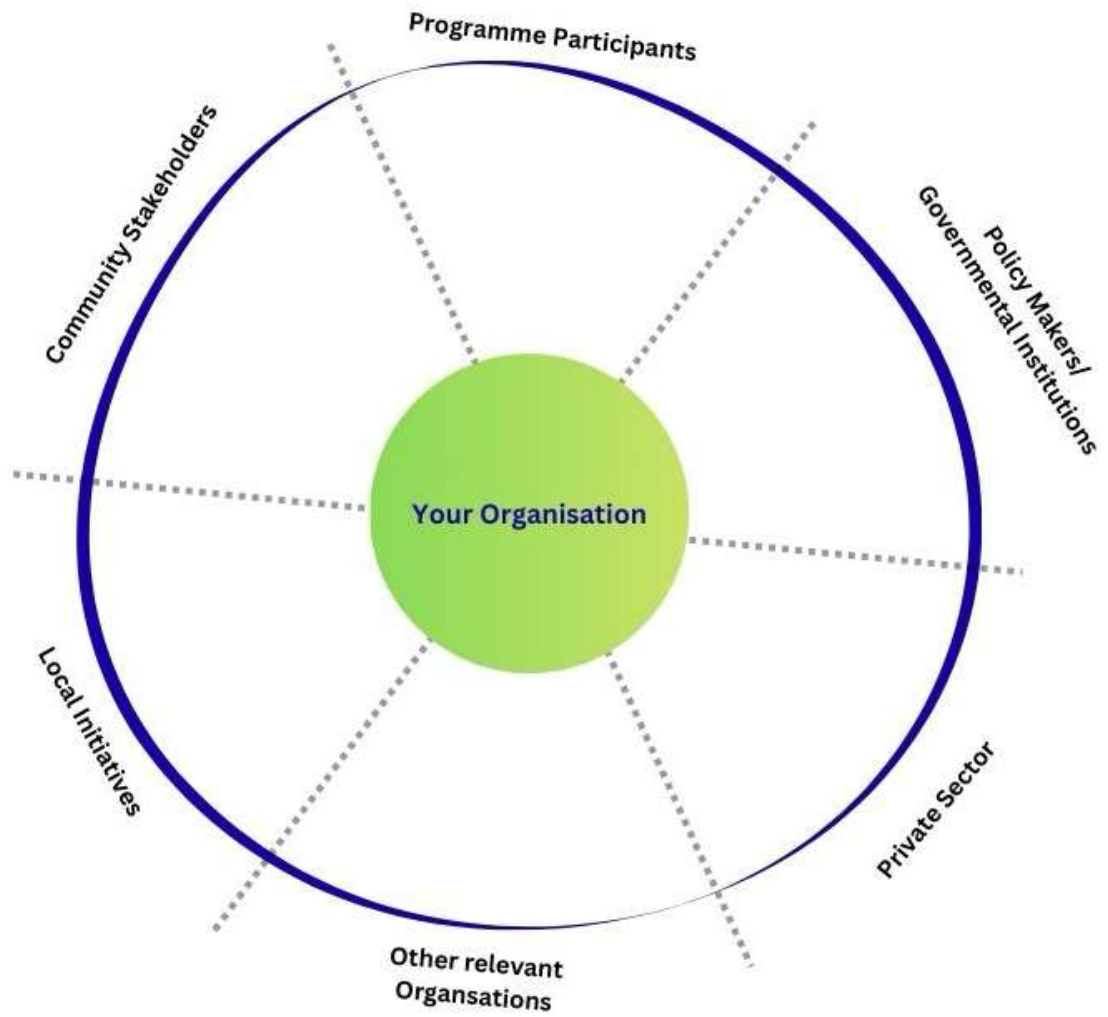 Programme Participants
Policy Makers/
Governmental Institutions
Community Stakeholders
Your Organisation
Local Initiatives
Private Sector
Other relevant
Organsations